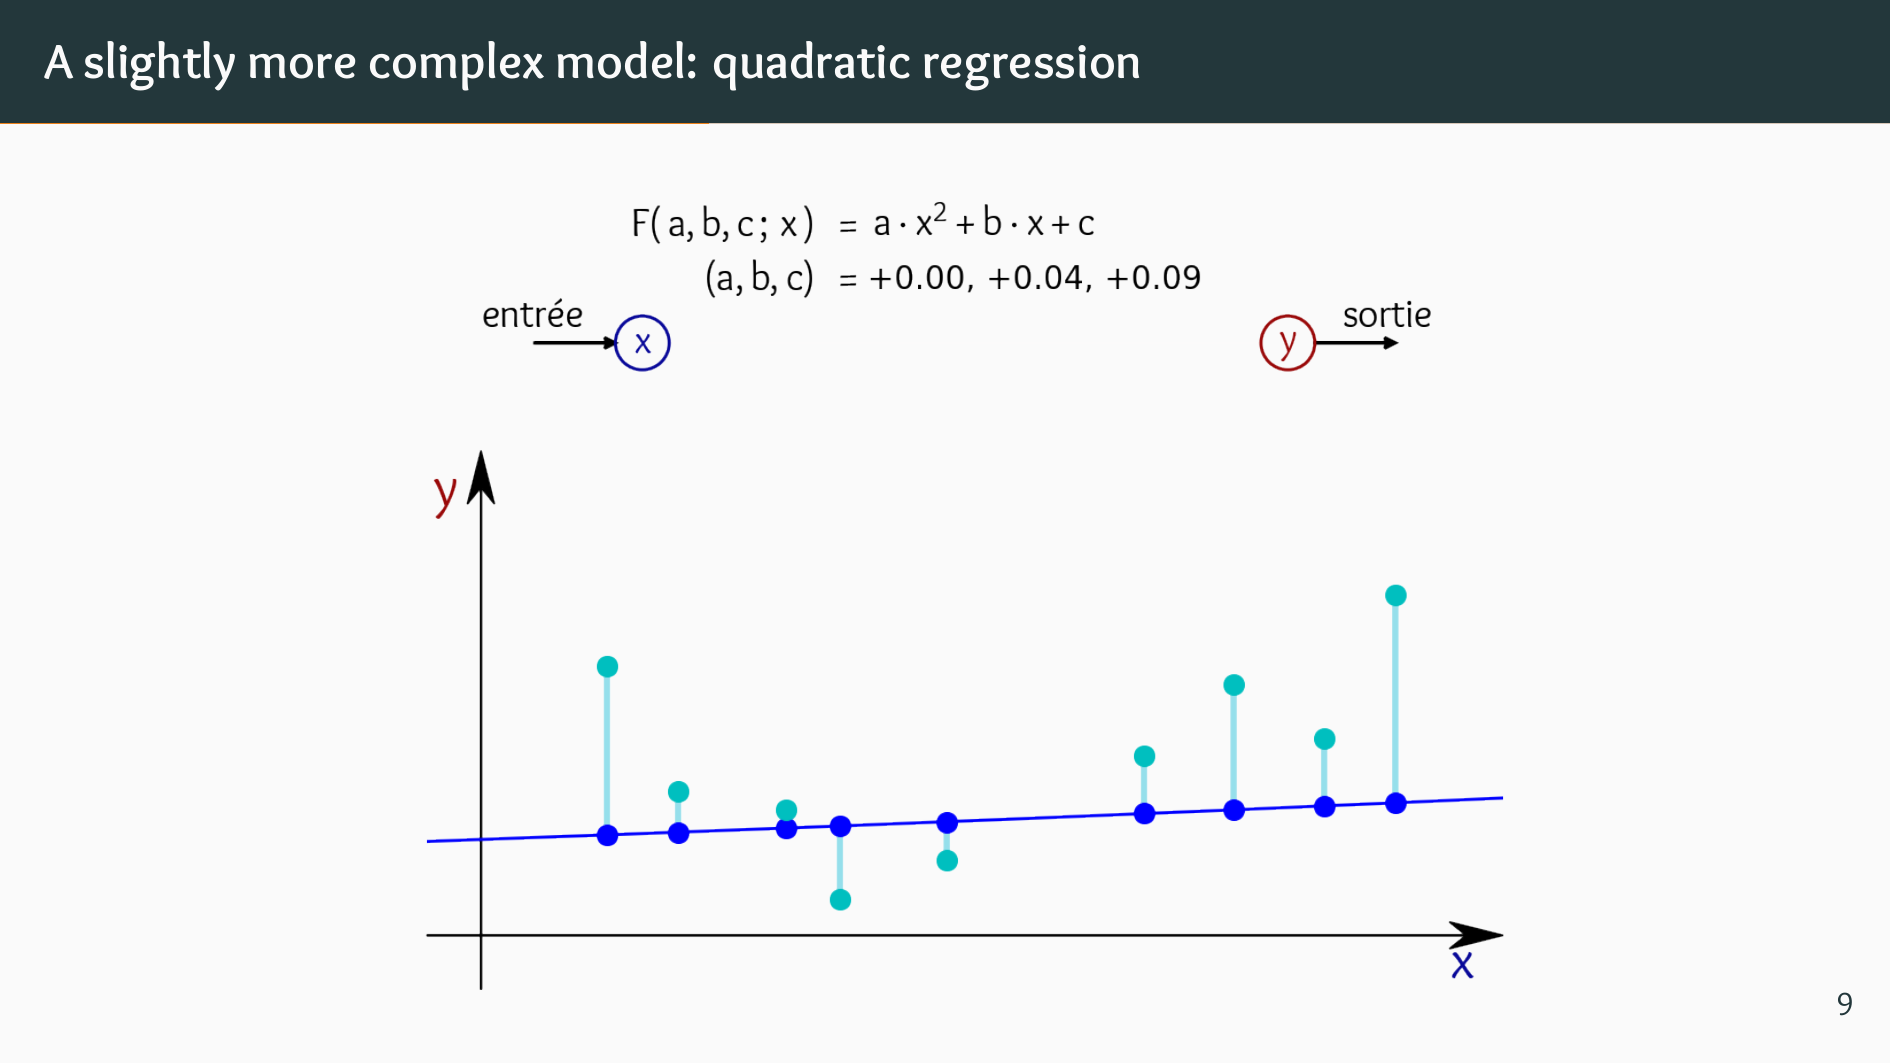 A slightly more complex model: quadratic regression
F(a, b, c; x) = a · x² + b · x + c
(a, b, c) = +0.00, +0.04, +0.09
entrée
x
y
sortie
y
x
9